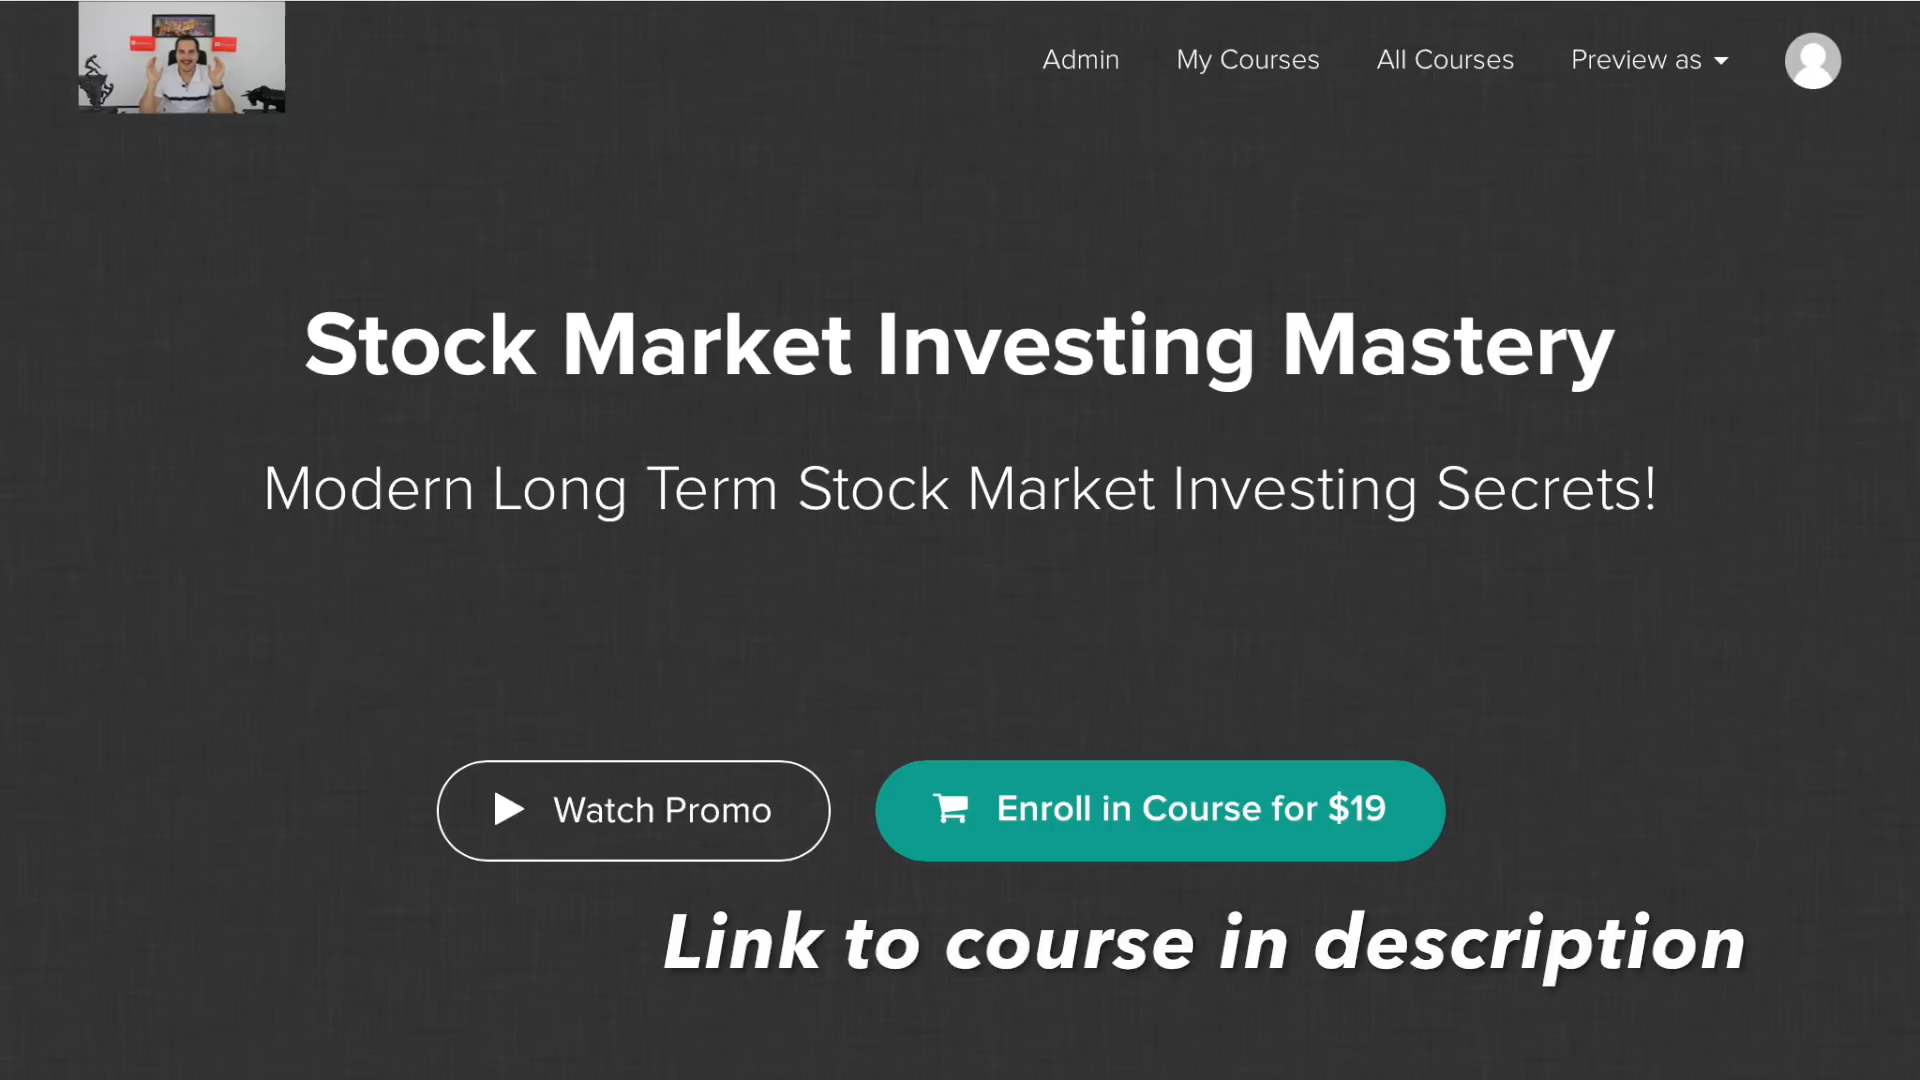 Admin
My Courses
All Courses
Preview as
Stock Market Investing Mastery
Modern Long Term Stock Market Investing Secrets!
Watch Promo
Enroll in Course for $19
Link to course in description